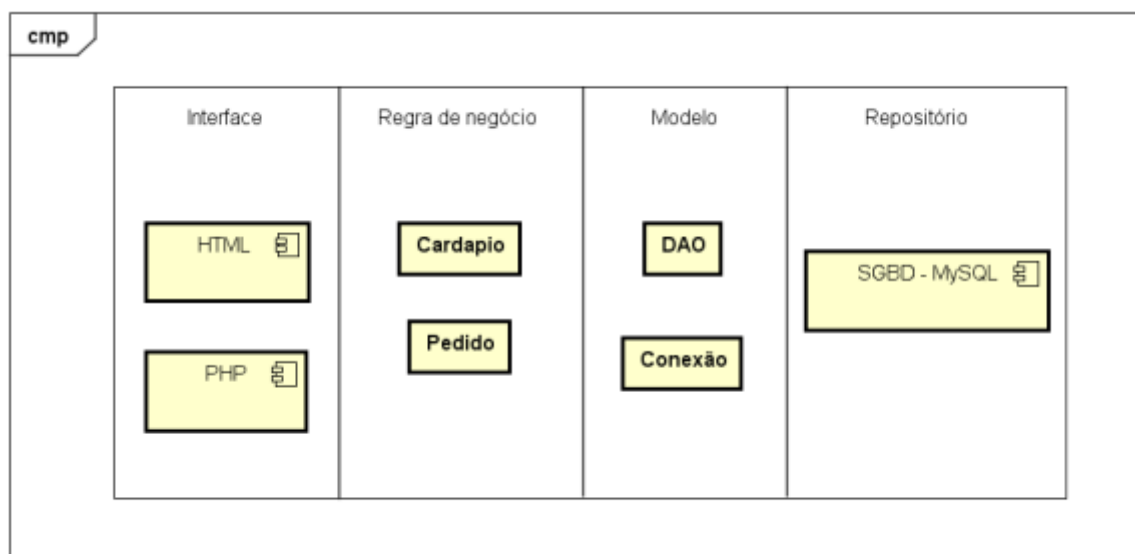 cmp
Interface
Regra de negócio
Modelo
Repositório
HTML
Cardapio
DAO
SGBD - MySQL
Pedido
Conexão
PHP